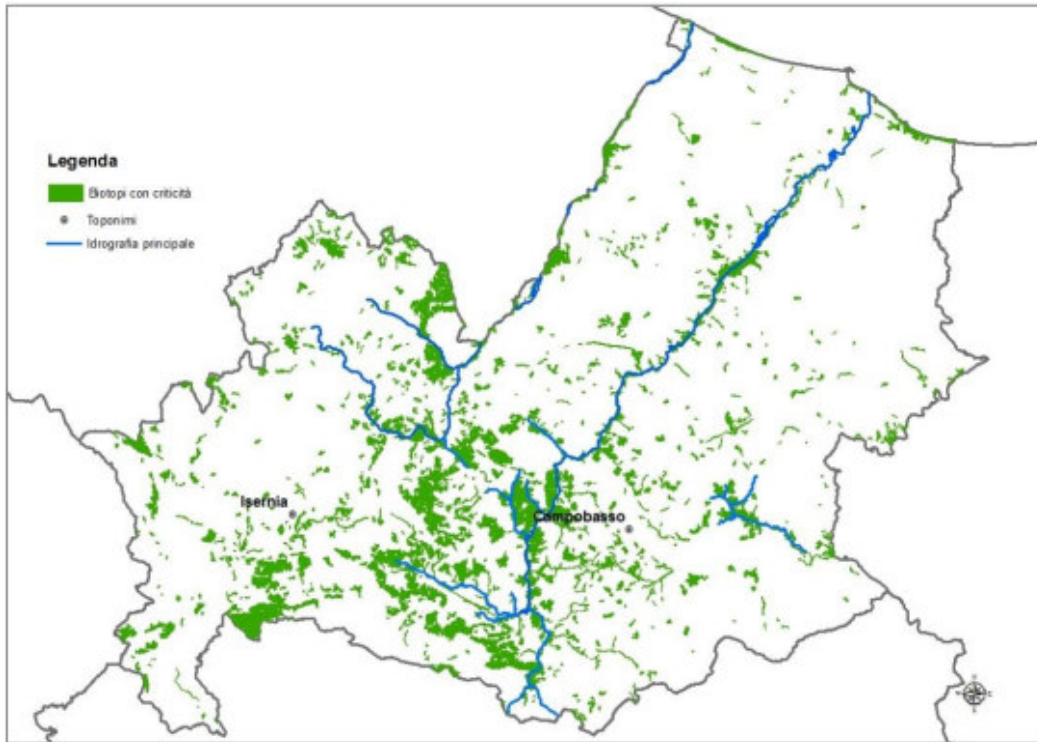 Legenda
Biotopi con criticità
Toponimi
Idrografia principale
Isernia
Campobasso